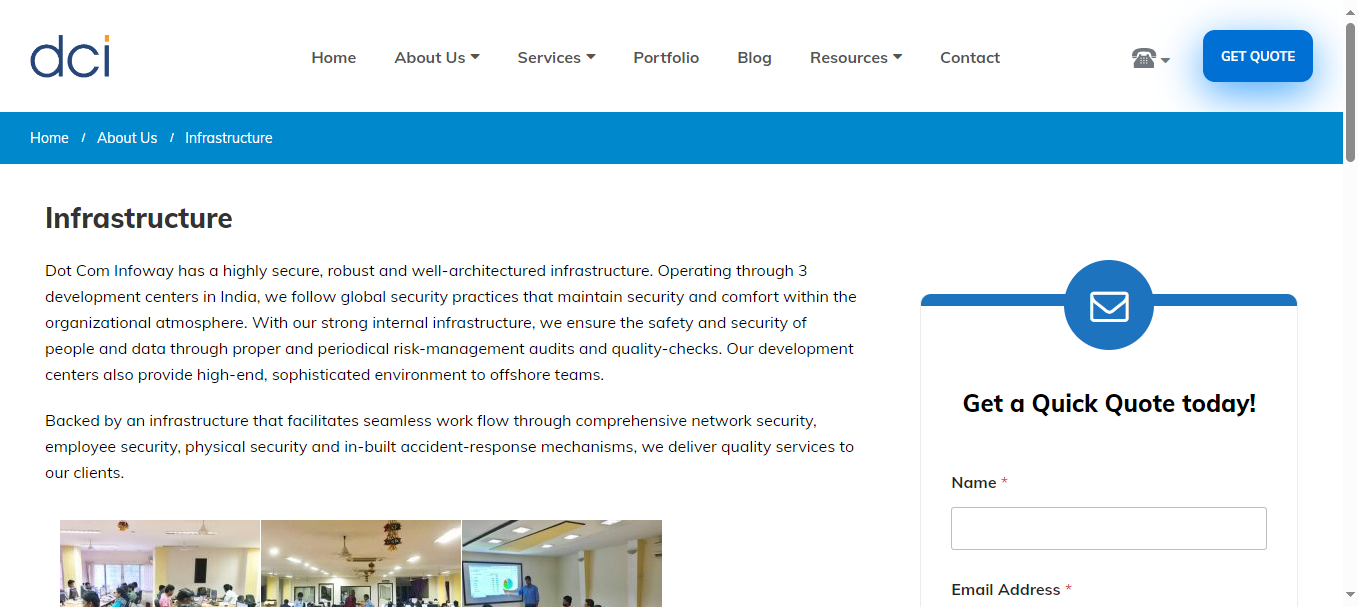 dci
Home
About Us
Services
Portfolio
Blog
Resources
Contact
GET QUOTE
Home / About Us / Infrastructure
Infrastructure
Dot Com Infoway has a highly secure, robust and well-architectured infrastructure. Operating through 3
development centers in India, we follow global security practices that maintain security and comfort within the
organizational atmosphere. With our strong internal infrastructure, we ensure the safety and security of
people and data through proper and periodical risk-management audits and quality-checks. Our development
centers also provide high-end, sophisticated environment to offshore teams.
Backed by an infrastructure that facilitates seamless work flow through comprehensive network security,
employee security, physical security and in-built accident-response mechanisms, we deliver quality services to
our clients.
Get a Quick Quote today!
Name *
Email Address *